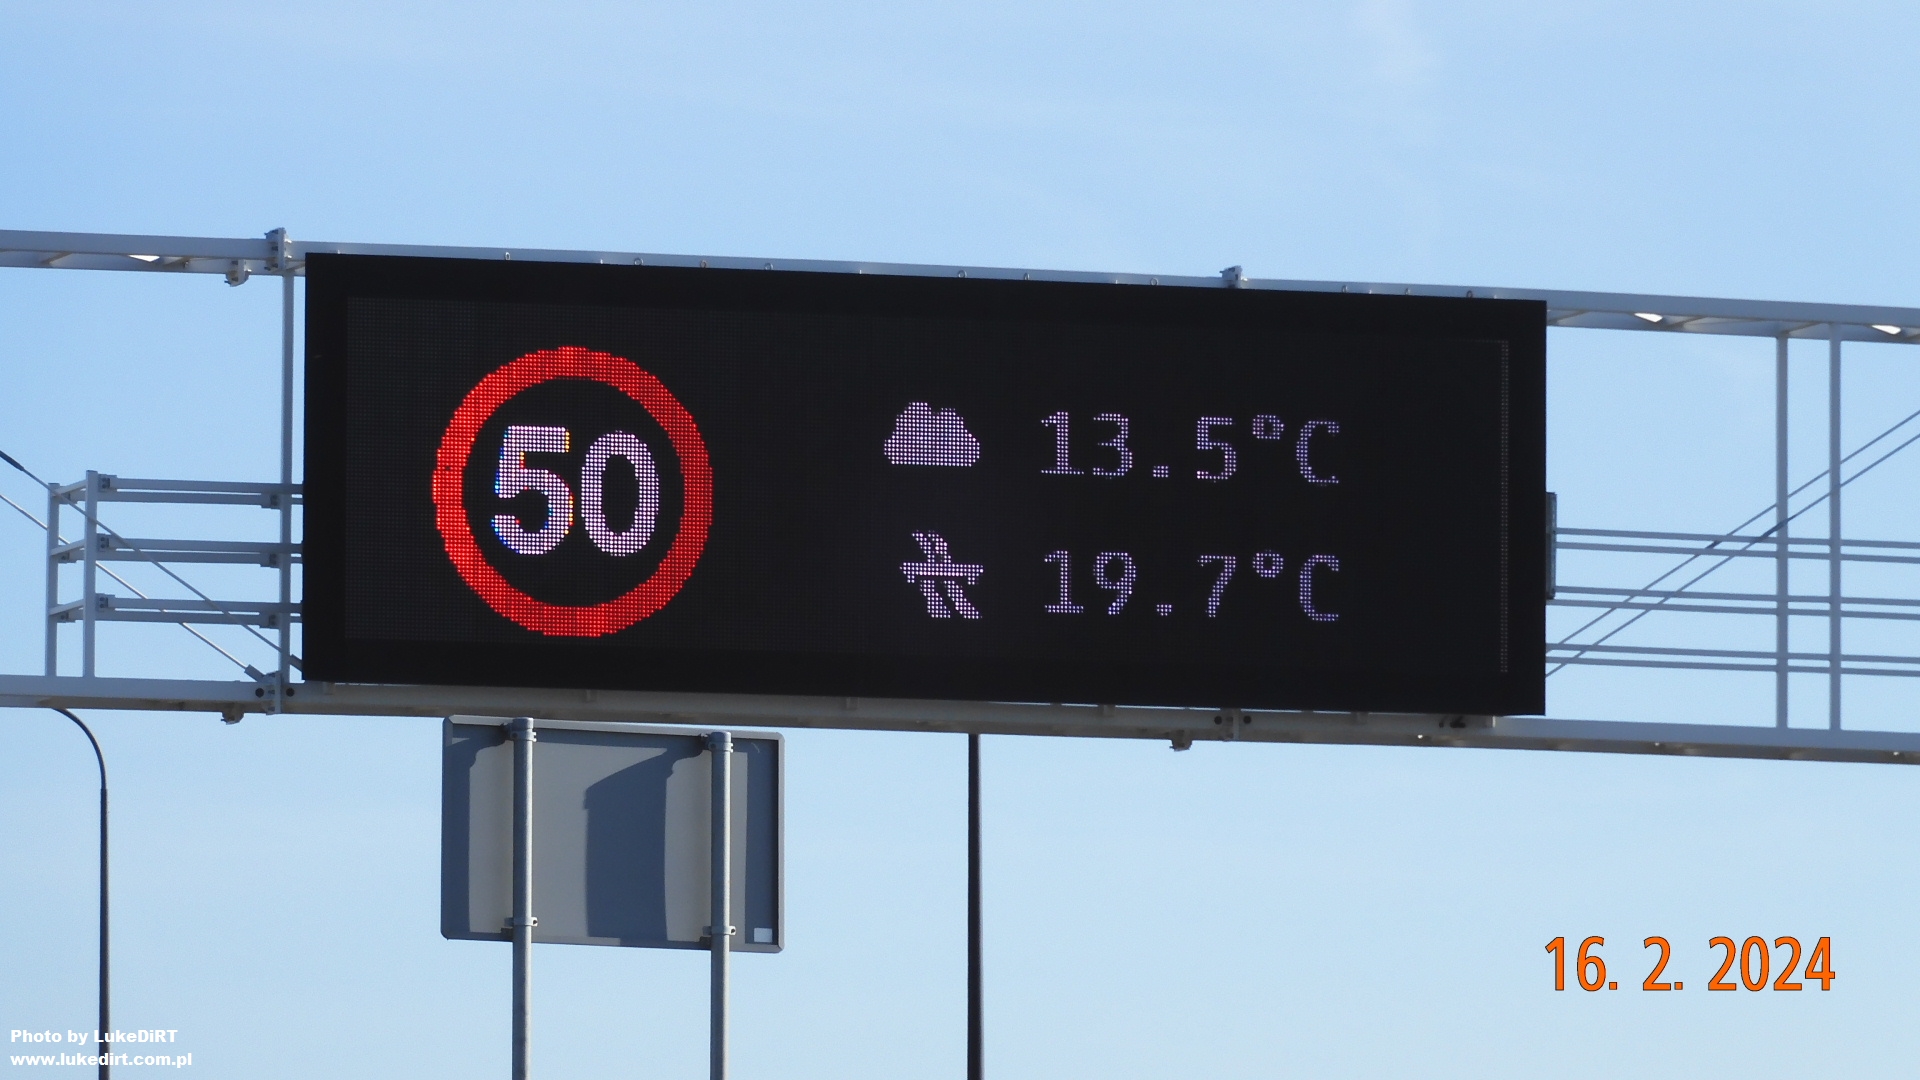 50
13.5°C
19.7°C
16. 2. 2024
Photo by LukeDiRT
www.lukedirt.com.pl